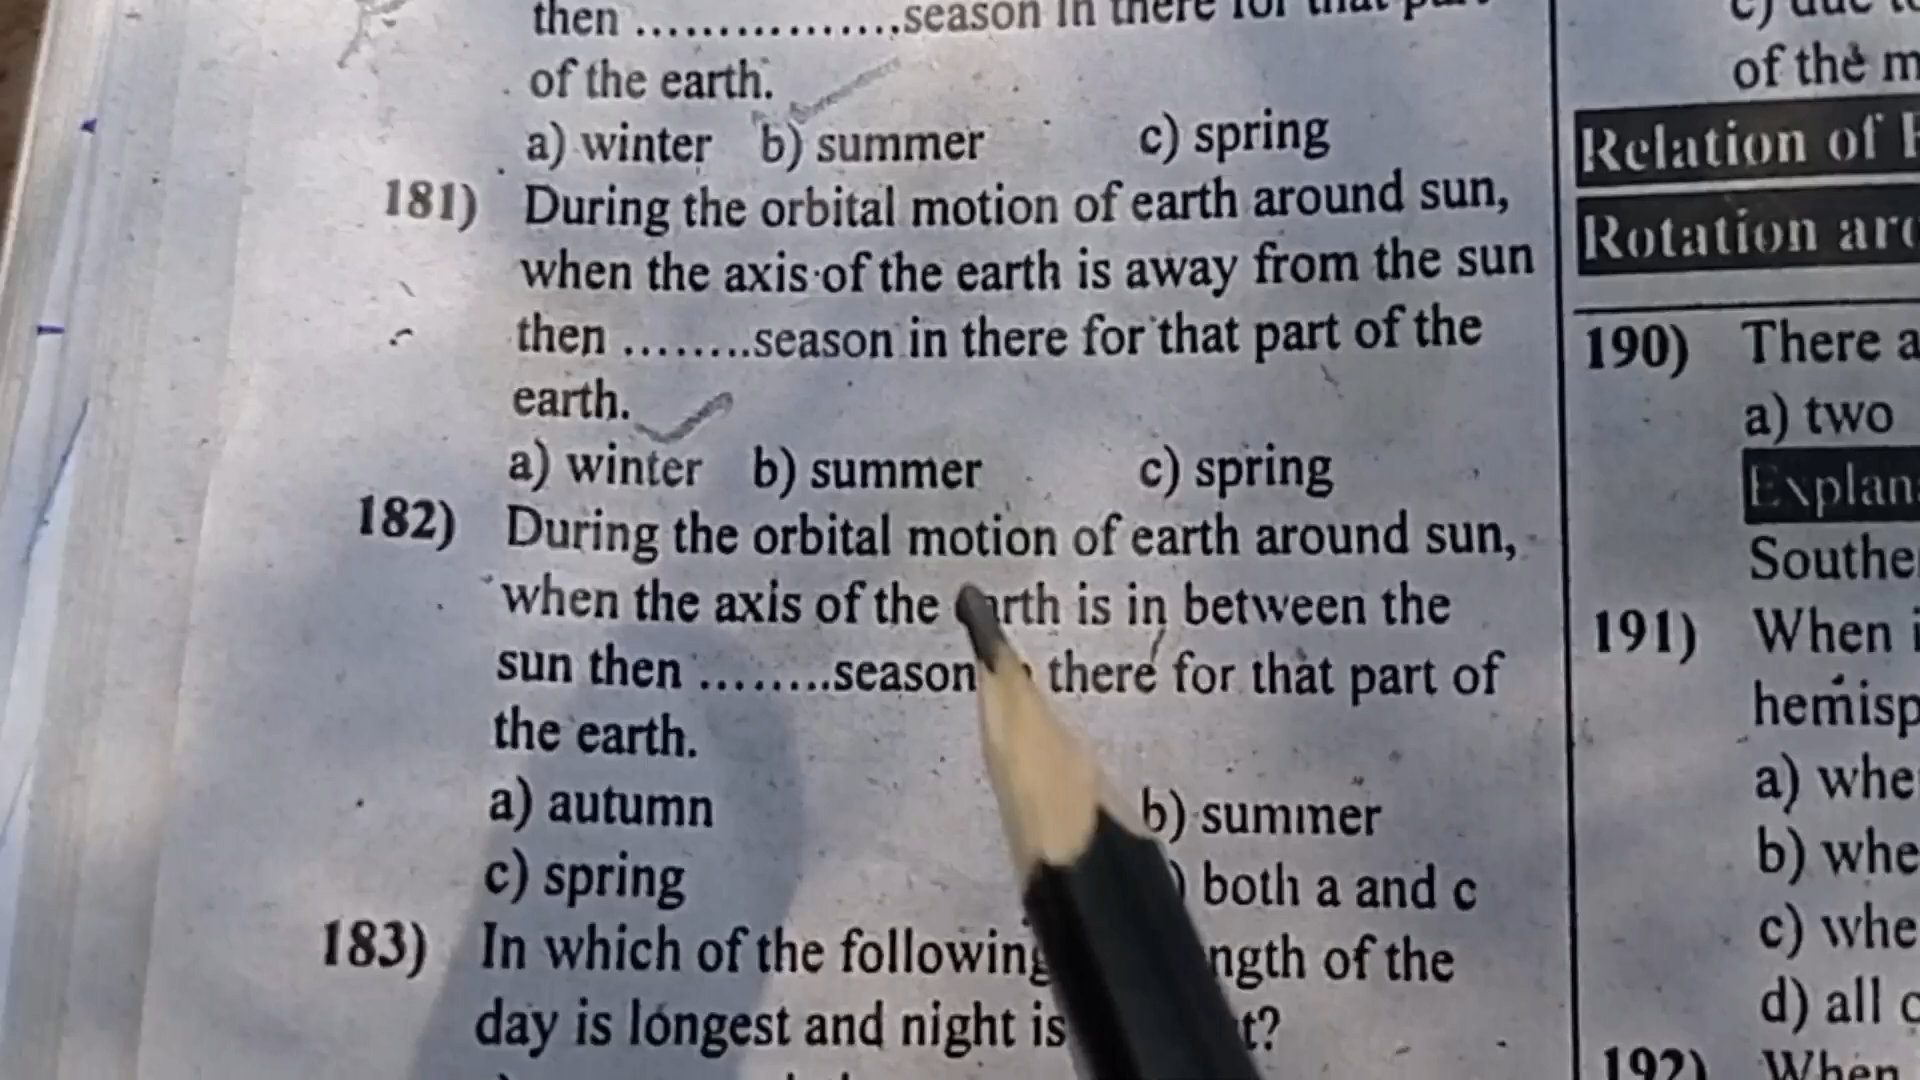 then ................season in there for that part
of the earth.
a) winter b) summer c) spring
181) During the orbital motion of earth around sun,
when the axis of the earth is away from the sun
then ........season in there for that part of the
earth.
a) winter b) summer c) spring
182) During the orbital motion of earth around sun,
when the axis of the earth is in between the
sun then ........season there for that part of
the earth.
a) autumn b) summer
c) spring ) both a and c
183) In which of the following ngth of the
day is longest and night is t?
c) due
of the m
Relation of
Rotation aro
190) There a
a) two
Explan
Souther
191) When i
hemisp
a) whe
b) whe
c) whe
d) all
192) When